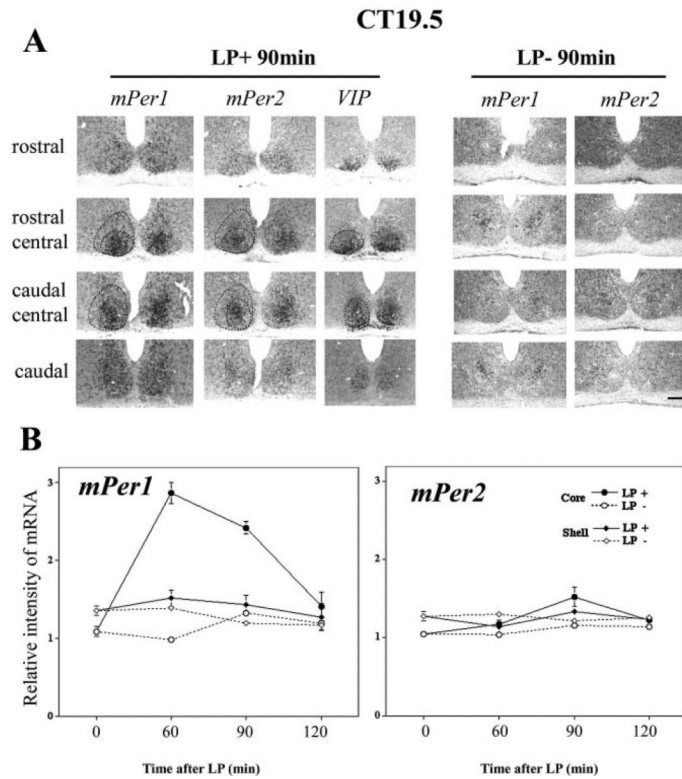 CT19.5
A
LP+ 90min LP- 90min
mPer1 mPer2 VIP mPer1 mPer2
rostral
rostral
central
caudal
central
caudal
B
mPer1
Relative intensity of mRNA
3
2
1
0 60 90 120
Time after LP (min)
mPer2
Core LP +
LP -
Shell LP +
LP -
3
2
1
0 60 90 120
Time after LP (min)